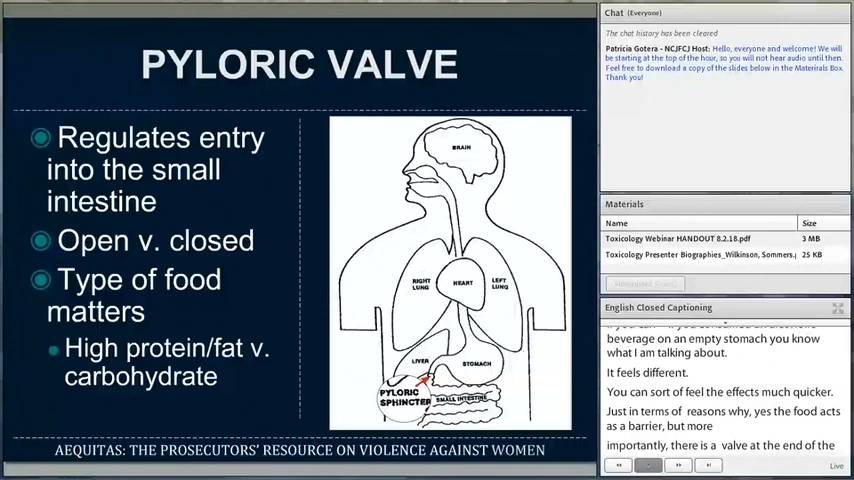 PYLORIC VALVE
Regulates entry
into the small
intestine
Open v. closed
Type of food
matters
High protein/fat v.
carbohydrate
BRAIN
RIGHT
LUNG
HEART
LEFT
LUNG
LIVER
STOMACH
PYLORIC
SPHINCTER
SMALL INTESTINE
AEQUITAS: THE PROSECUTORS' RESOURCE ON VIOLENCE AGAINST WOMEN
Chat (Everyone)
The chat history has been cleared
Patricia Gotera - NCJFCJ Host: Hello, everyone and welcome! We will
be starting at the top of the hour, so you will not hear audio until then.
Feel free to download a copy of the slides below in the Materials Box.
Thank you!
Materials
Name Size
Toxicology Webinar HANDOUT 8.2.18.pdf 3 MB
Toxicology Presenter Biographies_Wilkinson, Sommers.p 25 KB
English Closed Captioning
beverage on an empty stomach you know
what I am talking about.
It feels different.
You can sort of feel the effects much quicker.
Just in terms of reasons why, yes the food acts
as a barrier, but more
importantly, there is a valve at the end of the
Live